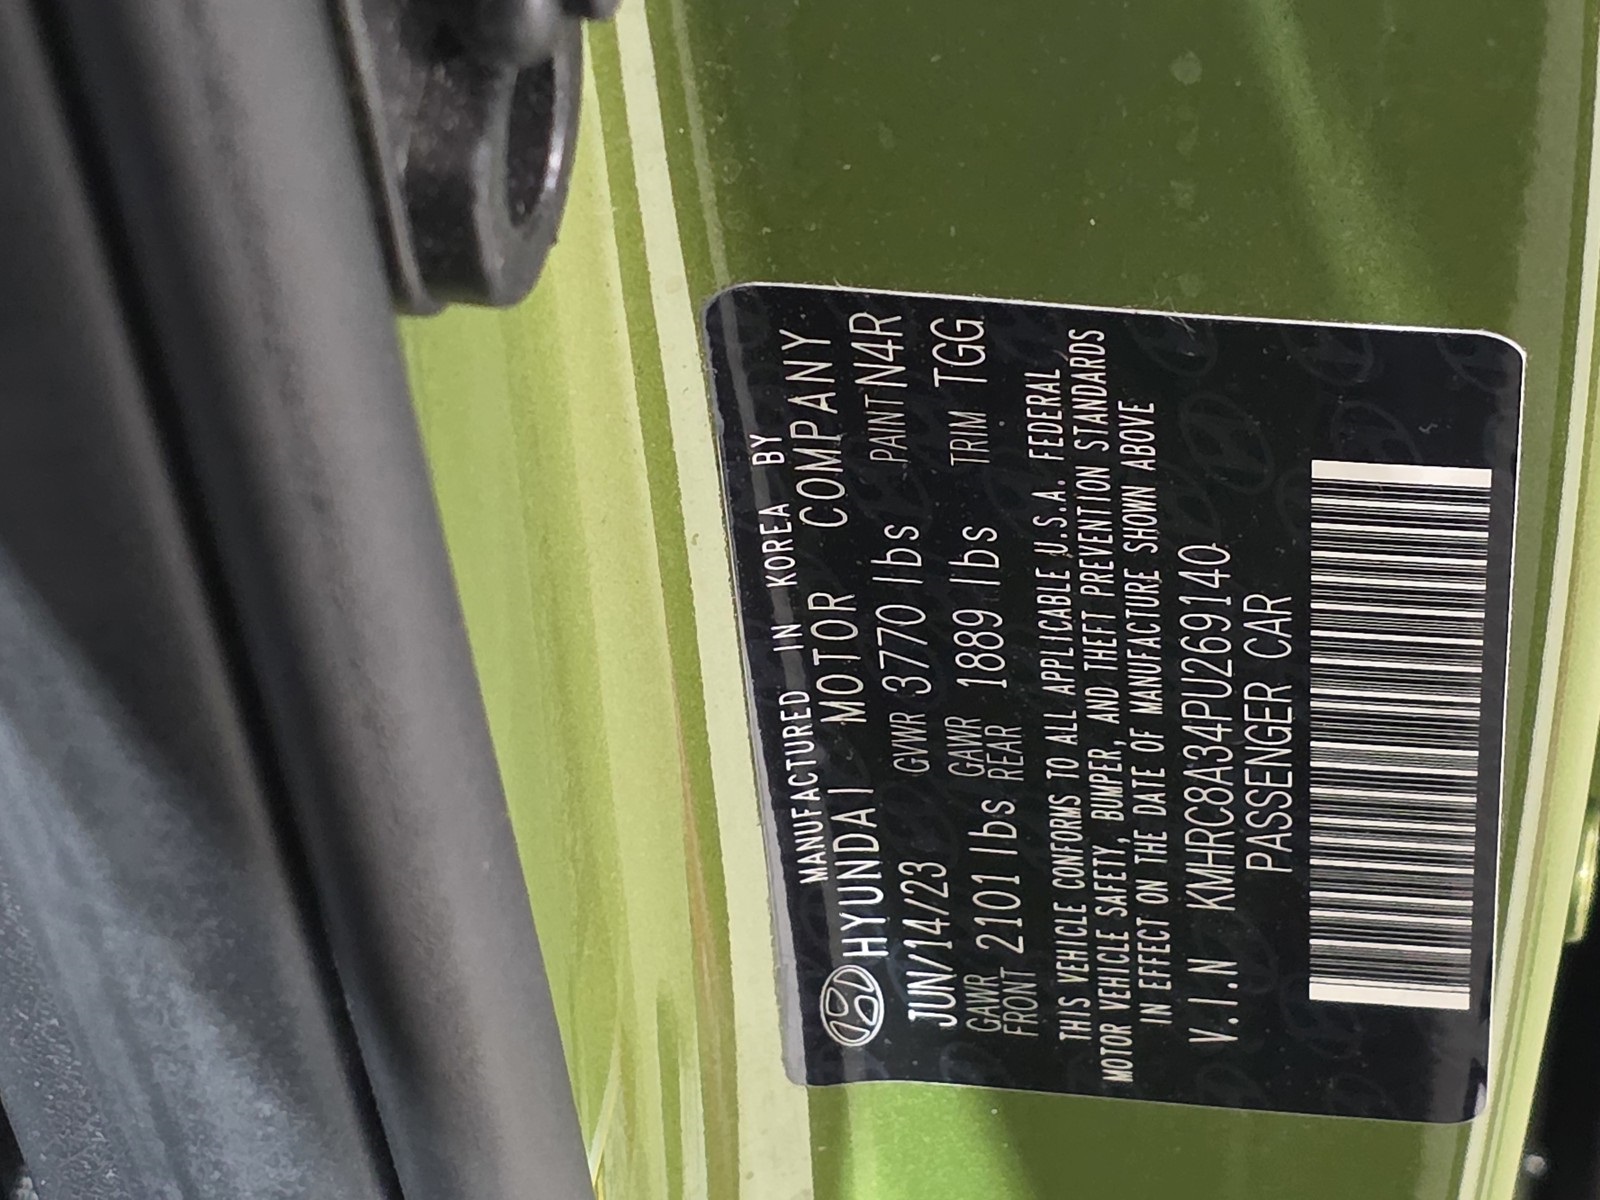 MANUFACTURED IN KOREA BY
HYUNDAI MOTOR COMPANY
JUN/14/23 GVWR 3770 lbs PAINT N4R
GAWR FRONT 2101 lbs GAWR REAR 1889 lbs TRIM TGG
THIS VEHICLE CONFORMS TO ALL APPLICABLE U.S.A. FEDERAL
MOTOR VEHICLE SAFETY, BUMPER, AND THEFT PREVENTION STANDARDS
IN EFFECT ON THE DATE OF MANUFACTURE SHOWN ABOVE
V.I.N KMHRC8A34PU269140
PASSENGER CAR